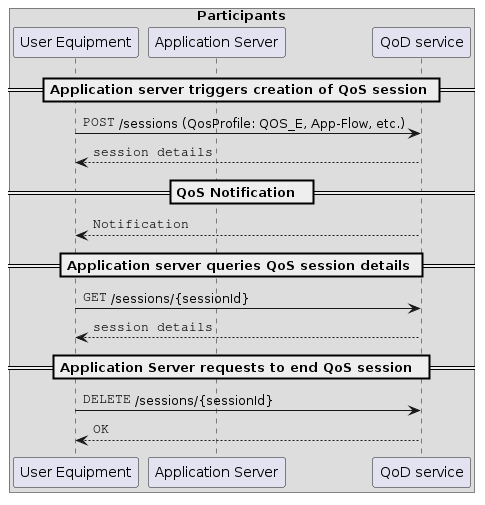 Participants
User Equipment Application Server QoD service
Application server triggers creation of QoS session
POST /sessions (QosProfile: QOS_E, App-Flow, etc.)
session details
QoS Notification
Notification
Application server queries QoS session details
GET /sessions/{sessionId}
session details
Application Server requests to end QoS session
DELETE /sessions/{sessionId}
OK
User Equipment Application Server QoD service